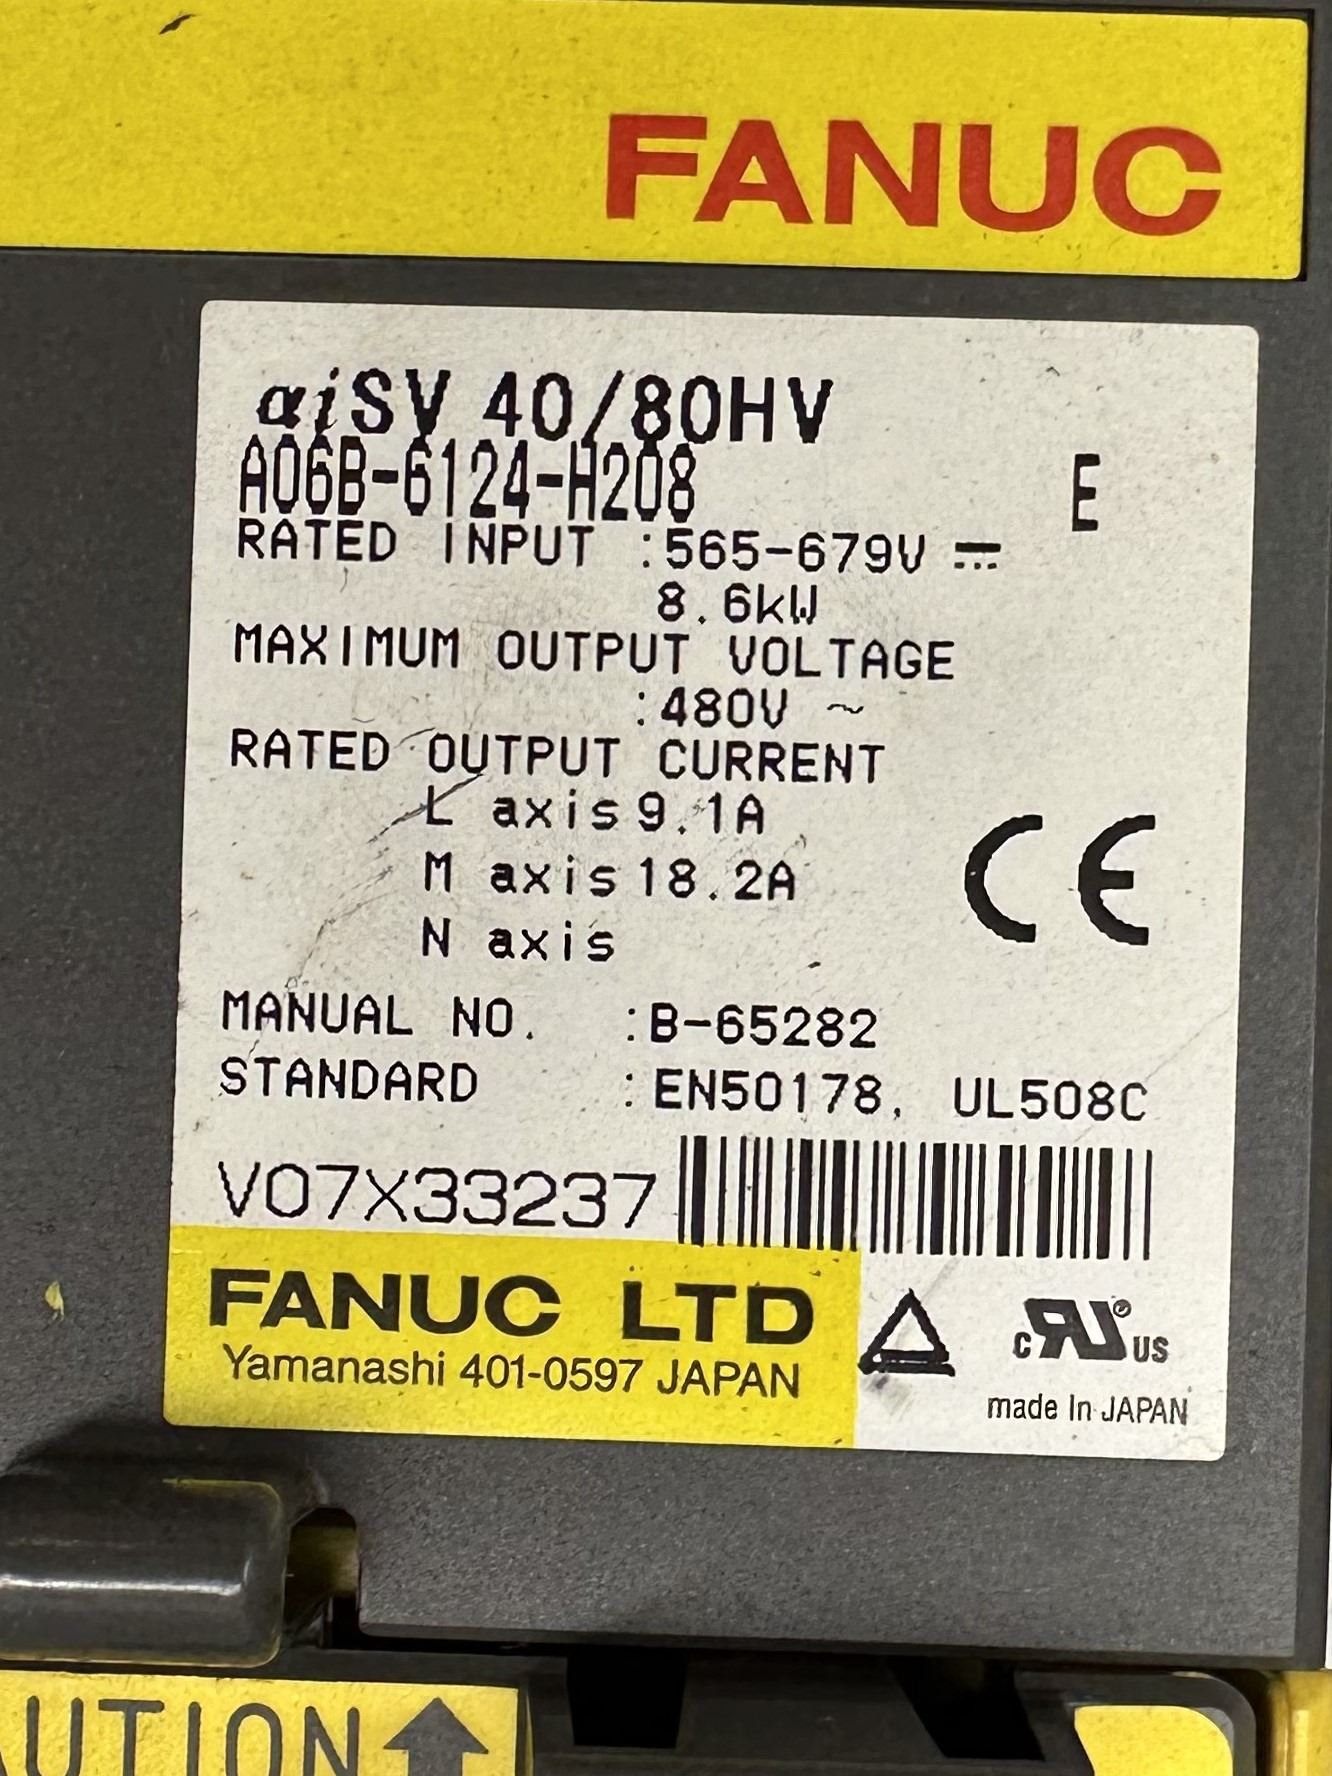 FANUC
αiSV 40/80HV
A06B-6124-H208 E
RATED INPUT :565-679V ⎓
8.6kW
MAXIMUM OUTPUT VOLTAGE
:480V ~
RATED OUTPUT CURRENT
L axis 9.1A
M axis 18.2A
N axis
CE
MANUAL NO. :B-65282
STANDARD :EN50178, UL508C
V07X33237
FANUC LTD
Yamanashi 401-0597 JAPAN
c RU ® US
made In JAPAN
AUTION